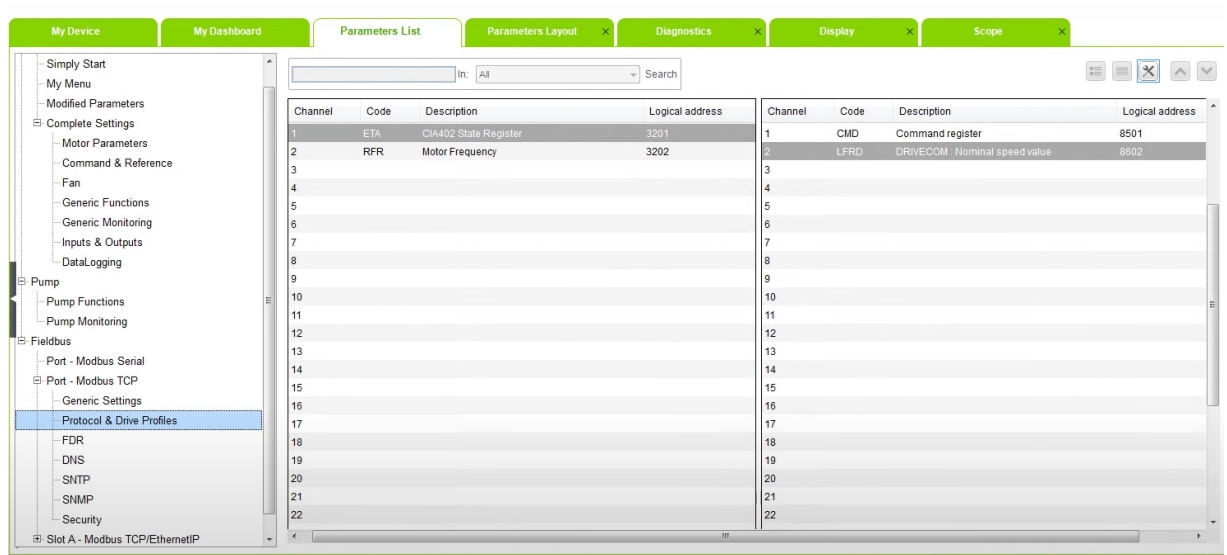 My Device
My Dashboard
Parameters List
Parameters Layout
Diagnostics
Display
Scope
Simply Start
My Menu
Modified Parameters
Complete Settings
Motor Parameters
Command & Reference
Fan
Generic Functions
Generic Monitoring
Inputs & Outputs
DataLogging
Pump
Pump Functions
Pump Monitoring
Fieldbus
Port - Modbus Serial
Port - Modbus TCP
Generic Settings
Protocol & Drive Profiles
FDR
DNS
SNTP
SNMP
Security
Slot A - Modbus TCP/EthernetIP
In: All Search
Channel Code Description Logical address
1 ETA CIA402 State Register 3201
2 RFR Motor Frequency 3202
3
4
5
6
7
8
9
10
11
12
13
14
15
16
17
18
19
20
21
22
Channel Code Description Logical address
1 CMD Command register 8501
2 LFRD DRIVECOM : Nominal speed value 8602
3
4
5
6
7
8
9
10
11
12
13
14
15
16
17
18
19
20
21
22